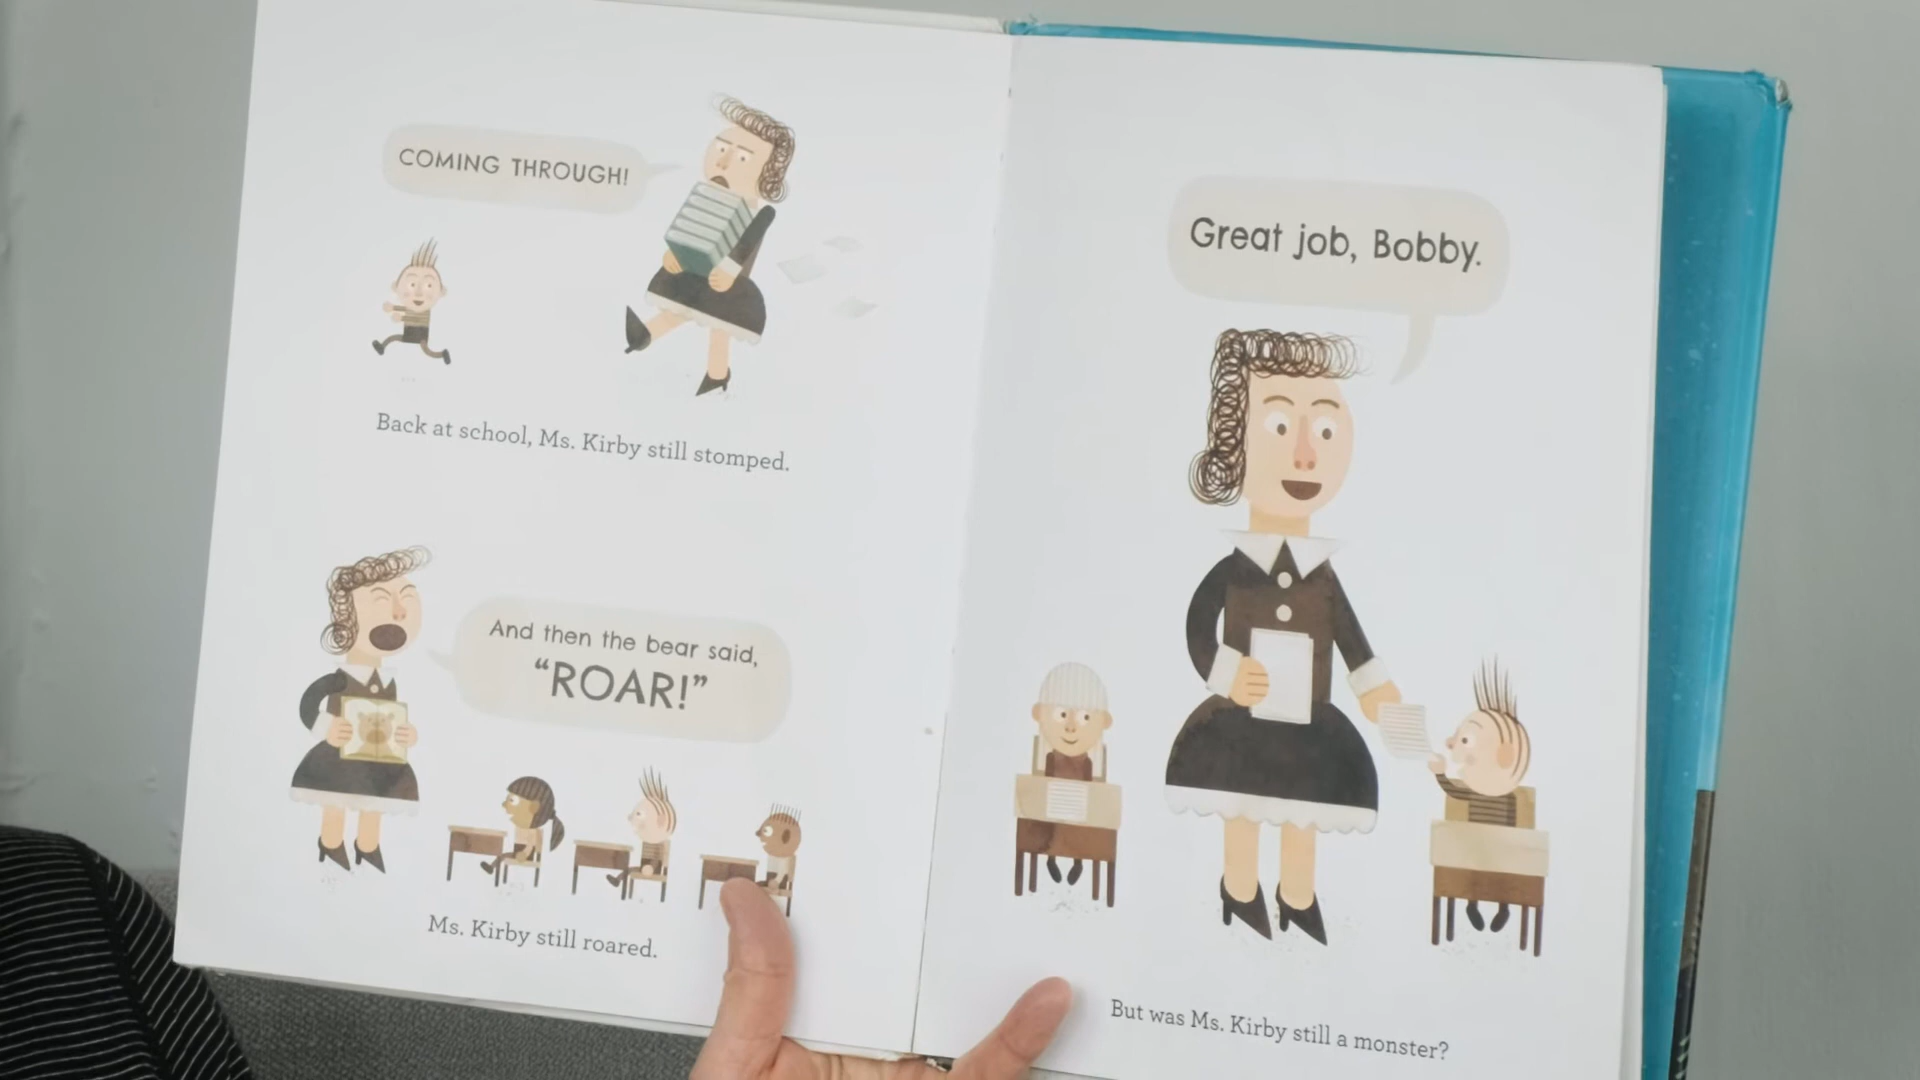 COMING THROUGH!
Back at school, Ms. Kirby still stomped.
And then the bear said,
“ROAR!”
Ms. Kirby still roared.
Great job, Bobby.
But was Ms. Kirby still a monster?